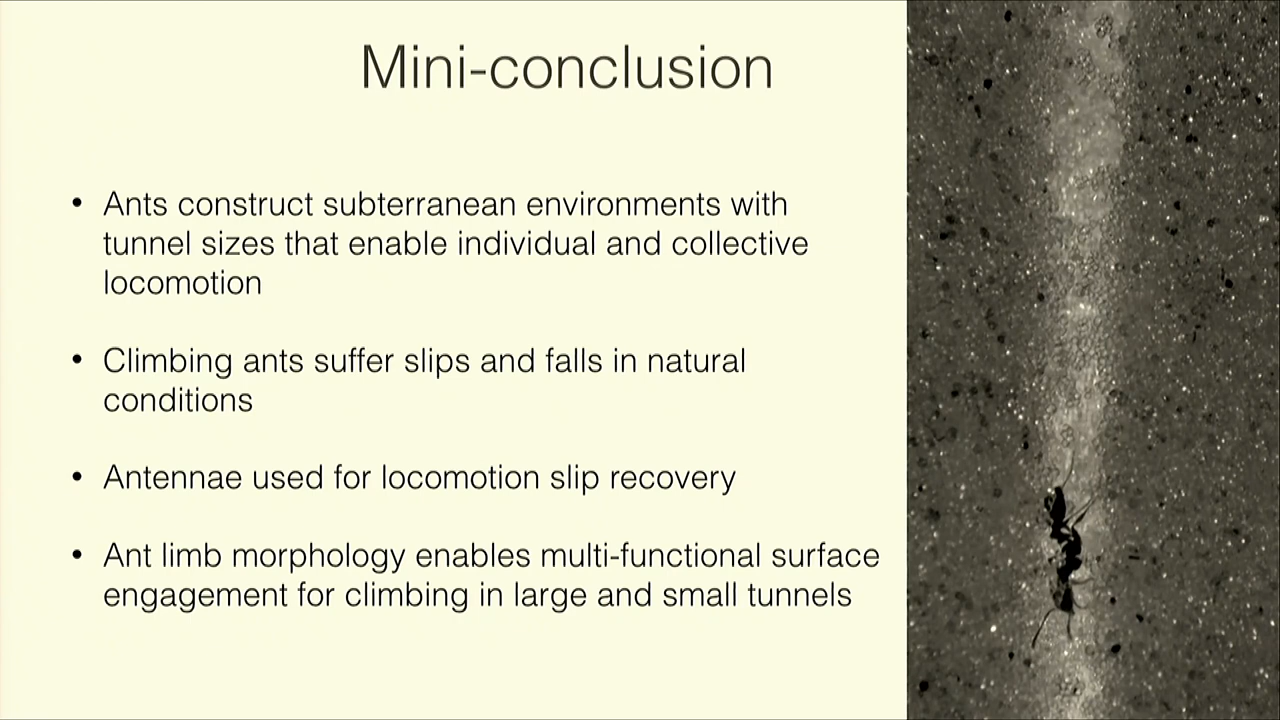 Mini-conclusion
• Ants construct subterranean environments with
tunnel sizes that enable individual and collective
locomotion
• Climbing ants suffer slips and falls in natural
conditions
• Antennae used for locomotion slip recovery
• Ant limb morphology enables multi-functional surface
engagement for climbing in large and small tunnels